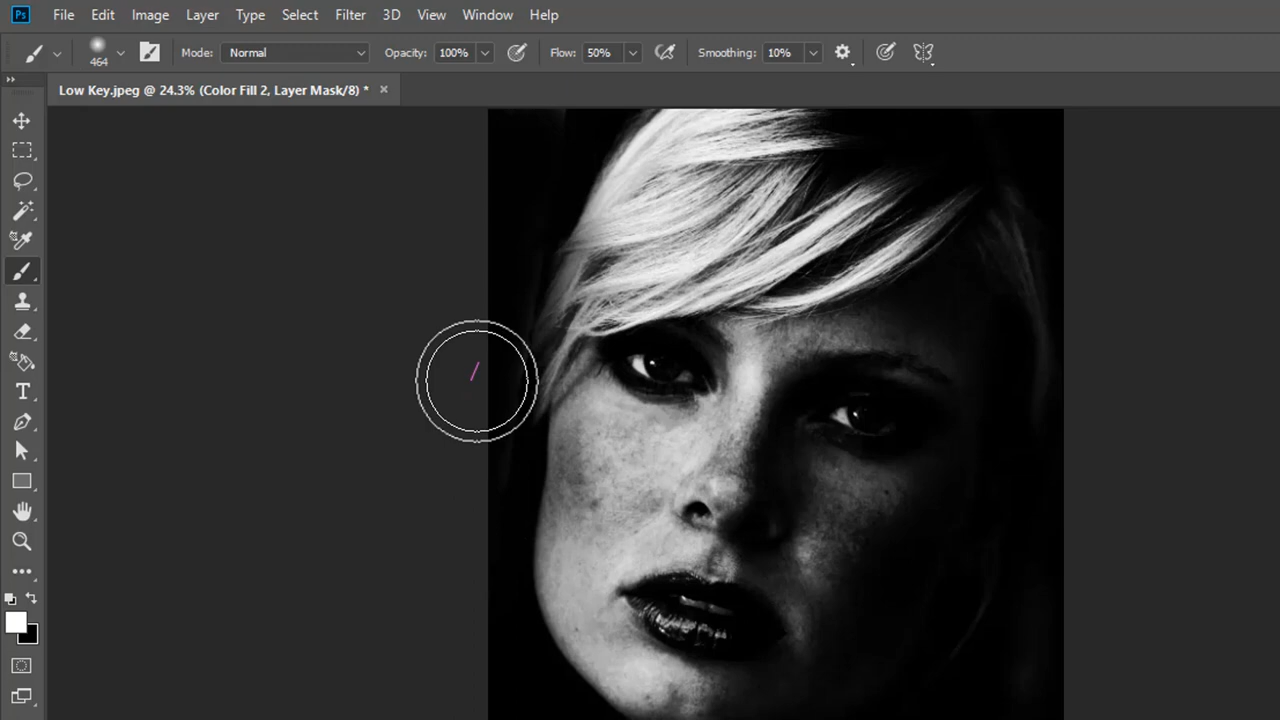 Ps File Edit Image Layer Type Select Filter 3D View Window Help
464 Mode: Normal Opacity: 100% Flow: 50% Smoothing: 10%
Low Key.jpeg @ 24.3% (Color Fill 2, Layer Mask/8) *